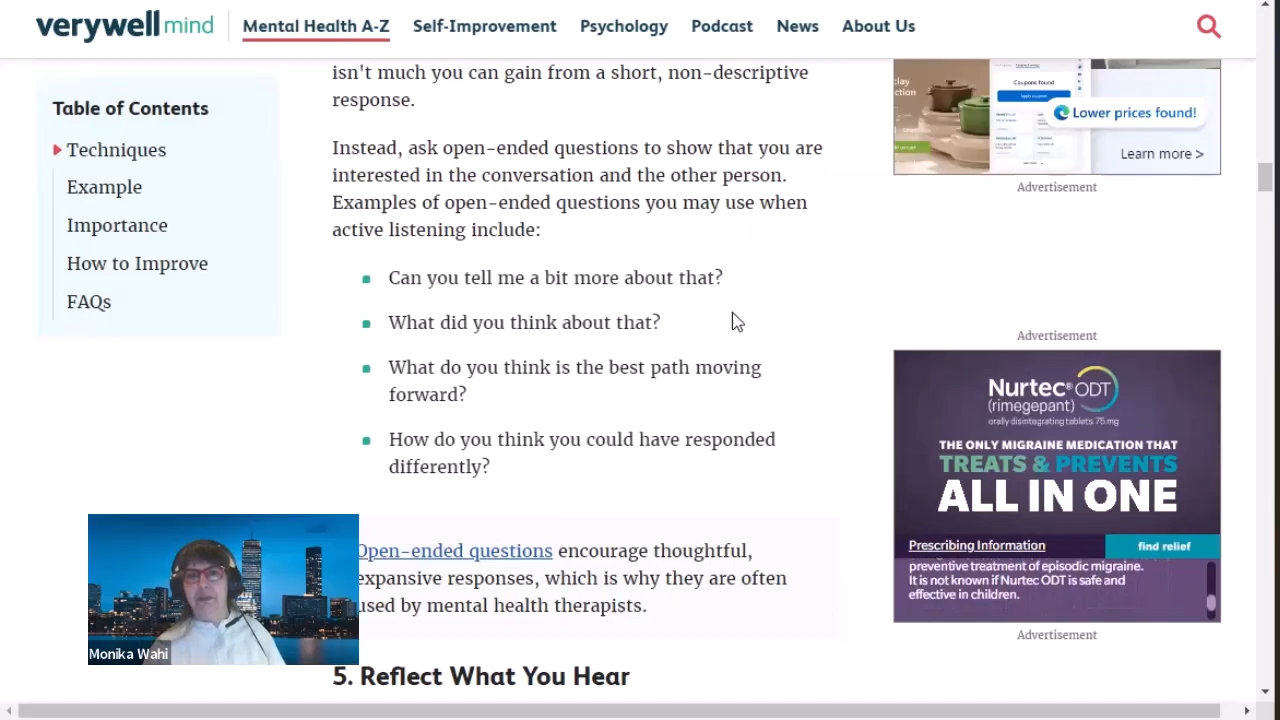 verywell mind
Mental Health A-Z
Self-Improvement
Psychology
Podcast
News
About Us
Table of Contents
Techniques
Example
Importance
How to Improve
FAQs
isn't much you can gain from a short, non-descriptive
response.
Instead, ask open-ended questions to show that you are
interested in the conversation and the other person.
Examples of open-ended questions you may use when
active listening include:
Can you tell me a bit more about that?
What did you think about that?
What do you think is the best path moving
forward?
How do you think you could have responded
differently?
Open-ended questions encourage thoughtful,
expansive responses, which is why they are often
used by mental health therapists.
5. Reflect What You Hear
Monika Wahi
Coupons found
Lower prices found!
Learn more >
Advertisement
Advertisement
Nurtec® ODT
(rimegepant)
orally disintegrating tablets 75 mg
THE ONLY MIGRAINE MEDICATION THAT
TREATS & PREVENTS
ALL IN ONE
Prescribing Information
find relief
preventive treatment of episodic migraine.
It is not known if Nurtec ODT is safe and
effective in children.
Advertisement